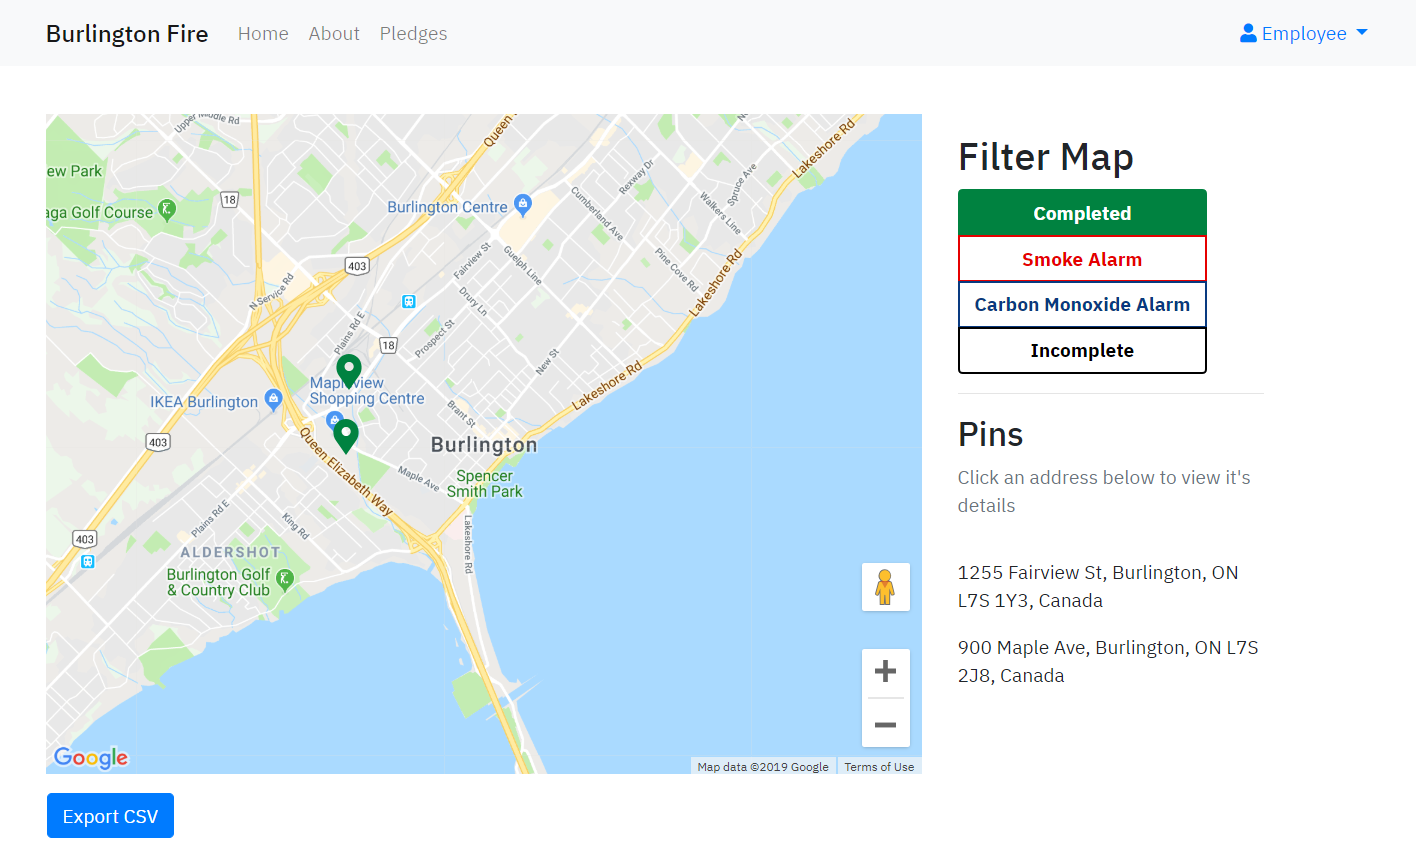 Burlington Fire Home About Pledges Employee
Upper Middle Rd
Queen
Lakeshore Rd
ew Park
18
Rexway Dr
Spruce Ave
aga Golf Course
Burlington Centre
Cumberland Ave
Walkers Line
403
Fairview St
Guelph Line
Pine Cove Rd
Lakeshore Rd
N Service Rd
Drury Ln
Plains Rd E
18
Prospect St
New St
Mapleview
Shopping Centre
IKEA Burlington
Lakeshore Rd
Brant St
403
Burlington
Queen Elizabeth Way
Maple Ave
Spencer
Smith Park
Plains Rd E
King Rd
Lakeshore Rd
403
ALDERSHOT
Burlington Golf
& Country Club
Google
Map data ©2019 Google Terms of Use
Export CSV
Filter Map
Completed
Smoke Alarm
Carbon Monoxide Alarm
Incomplete
Pins
Click an address below to view it's
details
1255 Fairview St, Burlington, ON
L7S 1Y3, Canada
900 Maple Ave, Burlington, ON L7S
2J8, Canada